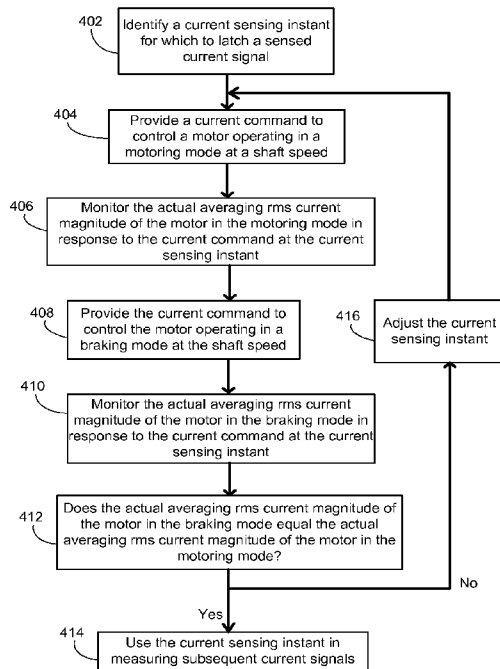 402
Identify a current sensing instant
for which to latch a sensed
current signal
404
Provide a current command to
control a motor operating in a
motoring mode at a shaft speed
406
Monitor the actual averaging rms current
magnitude of the motor in the motoring mode in
response to the current command at the current
sensing instant
408
Provide the current command to
control the motor operating in a
braking mode at the shaft speed
416
Adjust the current
sensing instant
410
Monitor the actual averaging rms current
magnitude of the motor in the braking mode in
response to the current command at the current
sensing instant
412
Does the actual averaging rms current magnitude of
the motor in the braking mode equal the actual
averaging rms current magnitude of the motor in the
motoring mode?
No
Yes
414
Use the current sensing instant in
measuring subsequent current signals